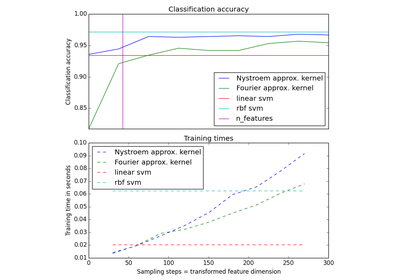 Classification accuracy
1.00
0.95
0.90
0.85
Classification accuracy
Nystroem approx. kernel
Fourier approx. kernel
linear svm
rbf svm
n_features
Training times
0.10
0.09
0.08
0.07
0.06
0.05
0.04
0.03
0.02
0.01
Training time in seconds
Nystroem approx. kernel
Fourier approx. kernel
linear svm
rbf svm
0 50 100 150 200 250 300
Sampling steps = transformed feature dimension